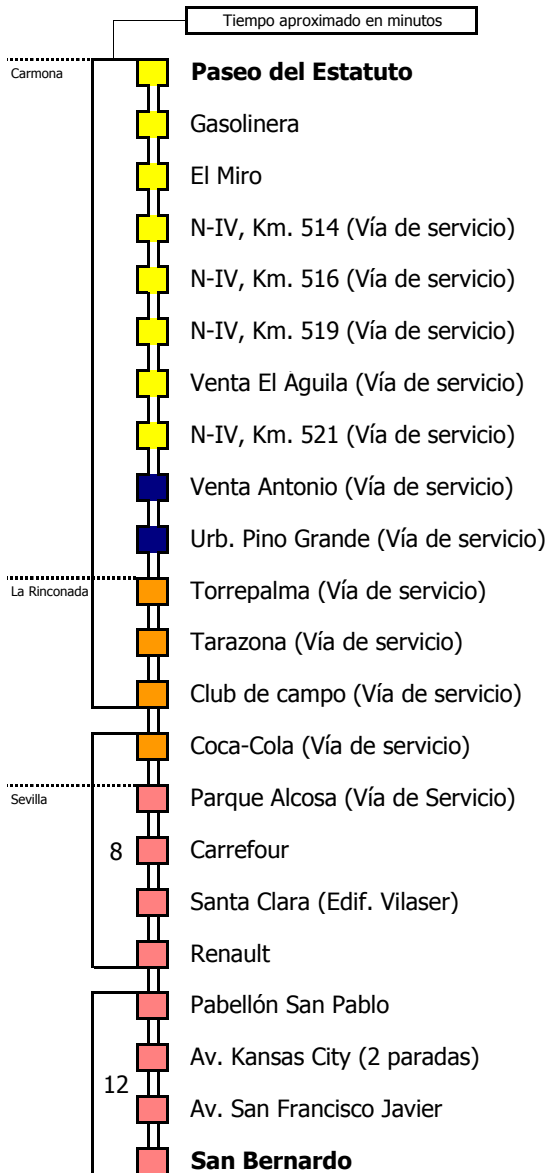 Tiempo aproximado en minutos
Carmona
Paseo del Estatuto
Gasolinera
El Miro
N-IV, Km. 514 (Vía de servicio)
N-IV, Km. 516 (Vía de servicio)
N-IV, Km. 519 (Vía de servicio)
Venta El Águila (Vía de servicio)
N-IV, Km. 521 (Vía de servicio)
Venta Antonio (Vía de servicio)
Urb. Pino Grande (Vía de servicio)
La Rinconada
Torrepalma (Vía de servicio)
Tarazona (Vía de servicio)
Club de campo (Vía de servicio)
Coca-Cola (Vía de servicio)
Sevilla
Parque Alcosa (Vía de Servicio)
8
Carrefour
Santa Clara (Edif. Vilaser)
Renault
Pabellón San Pablo
Av. Kansas City (2 paradas)
12
Av. San Francisco Javier
San Bernardo